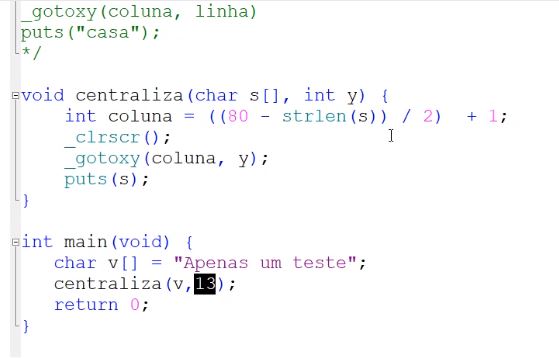 _gotoxy(coluna, linha)
puts("casa");
*/
void centraliza(char s[], int y) {
int coluna = ((80 - strlen(s)) / 2)  + 1;
_clrscr();
_gotoxy(coluna, y);
puts(s);
}
int main(void) {
char v[] = "Apenas um teste";
centraliza(v,13);
return 0;
}